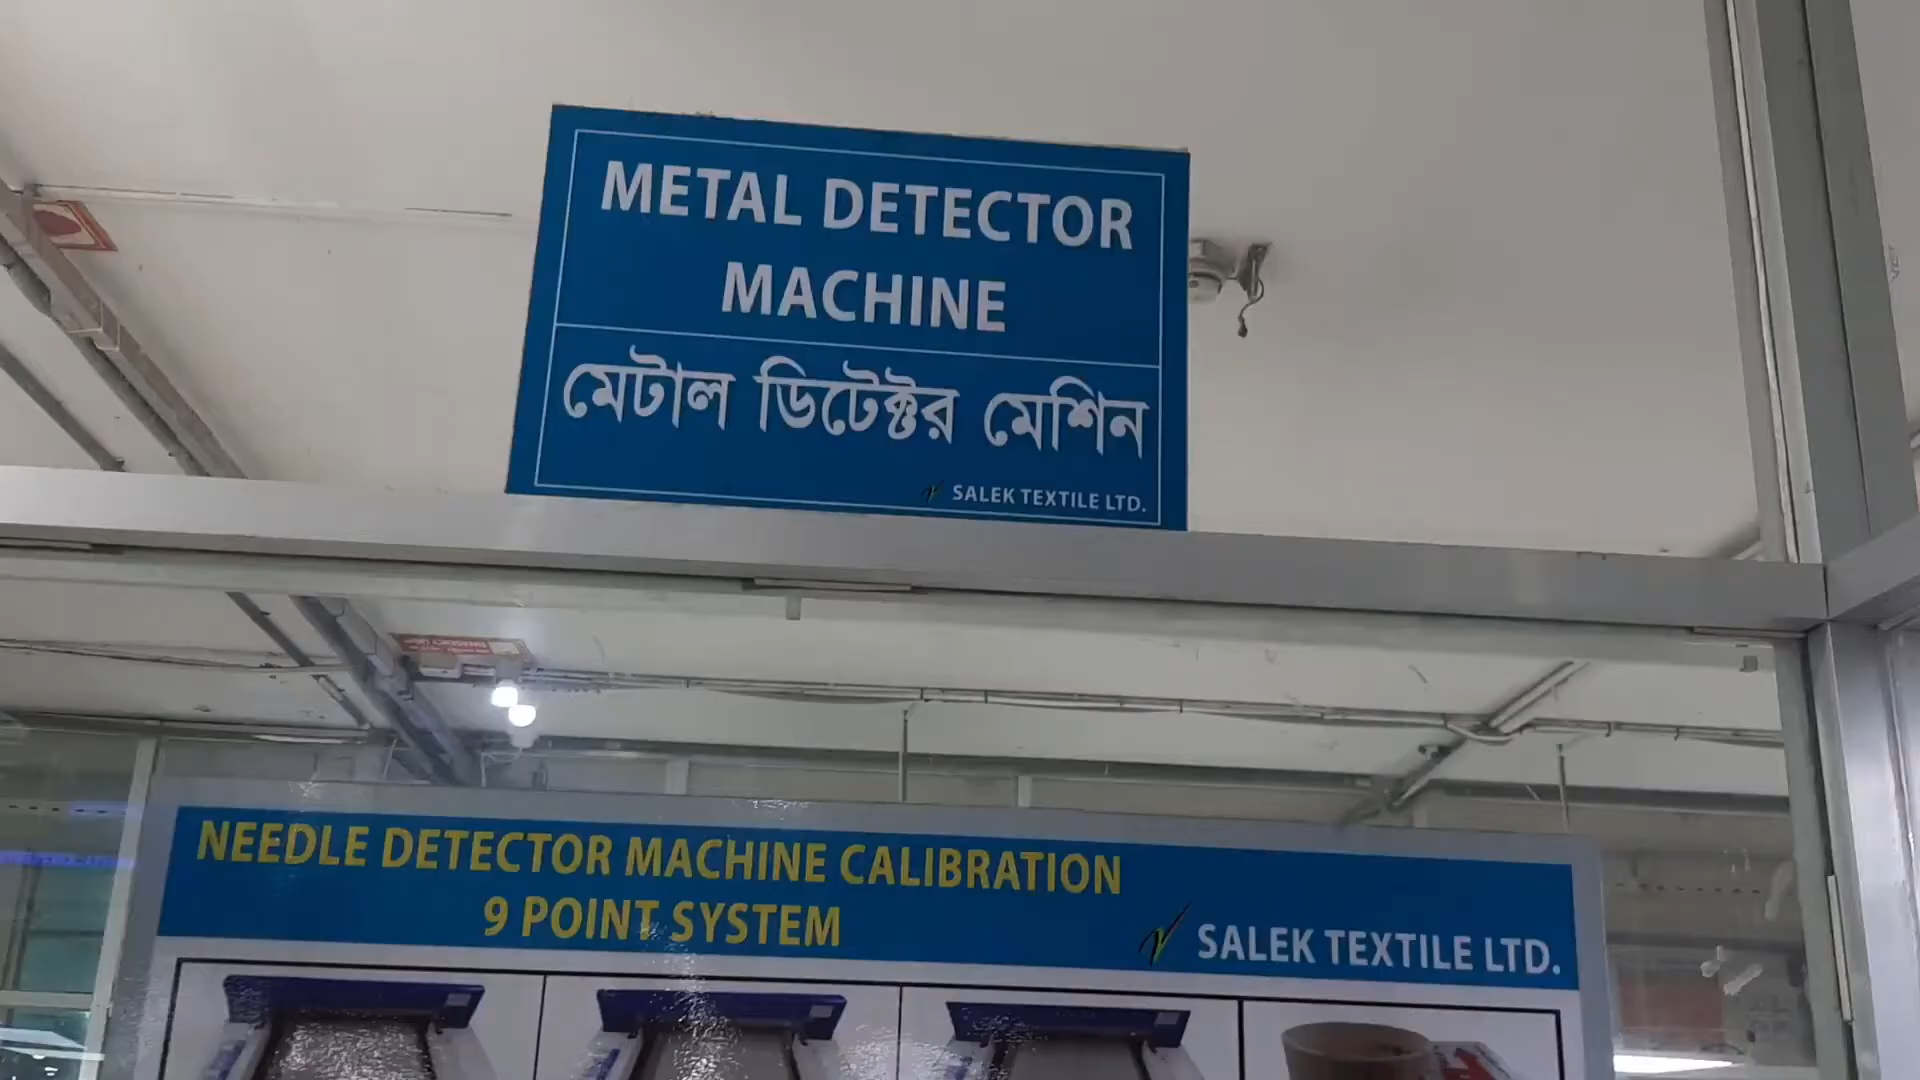 METAL DETECTOR
MACHINE
মেটাল ডিটেক্টর মেশিন
SALEK TEXTILE LTD.
NEEDLE DETECTOR MACHINE CALIBRATION
9 POINT SYSTEM
SALEK TEXTILE LTD.